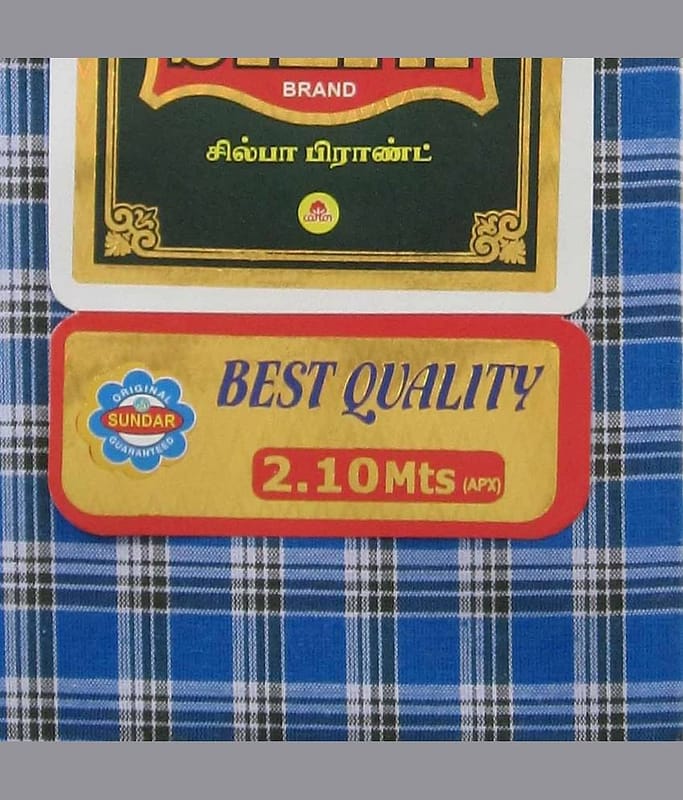 BRAND
சில்பா பிராண்ட்
BEST QUALITY
ORIGINAL
SUNDAR
GUARANTEED
2.10Mts (APX)